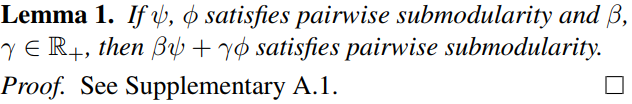 Lemma 1. If ψ, ϕ satisfies pairwise submodularity and β,
γ ∈ ℝ₊, then βψ + γϕ satisfies pairwise submodularity.
Proof. See Supplementary A.1. □